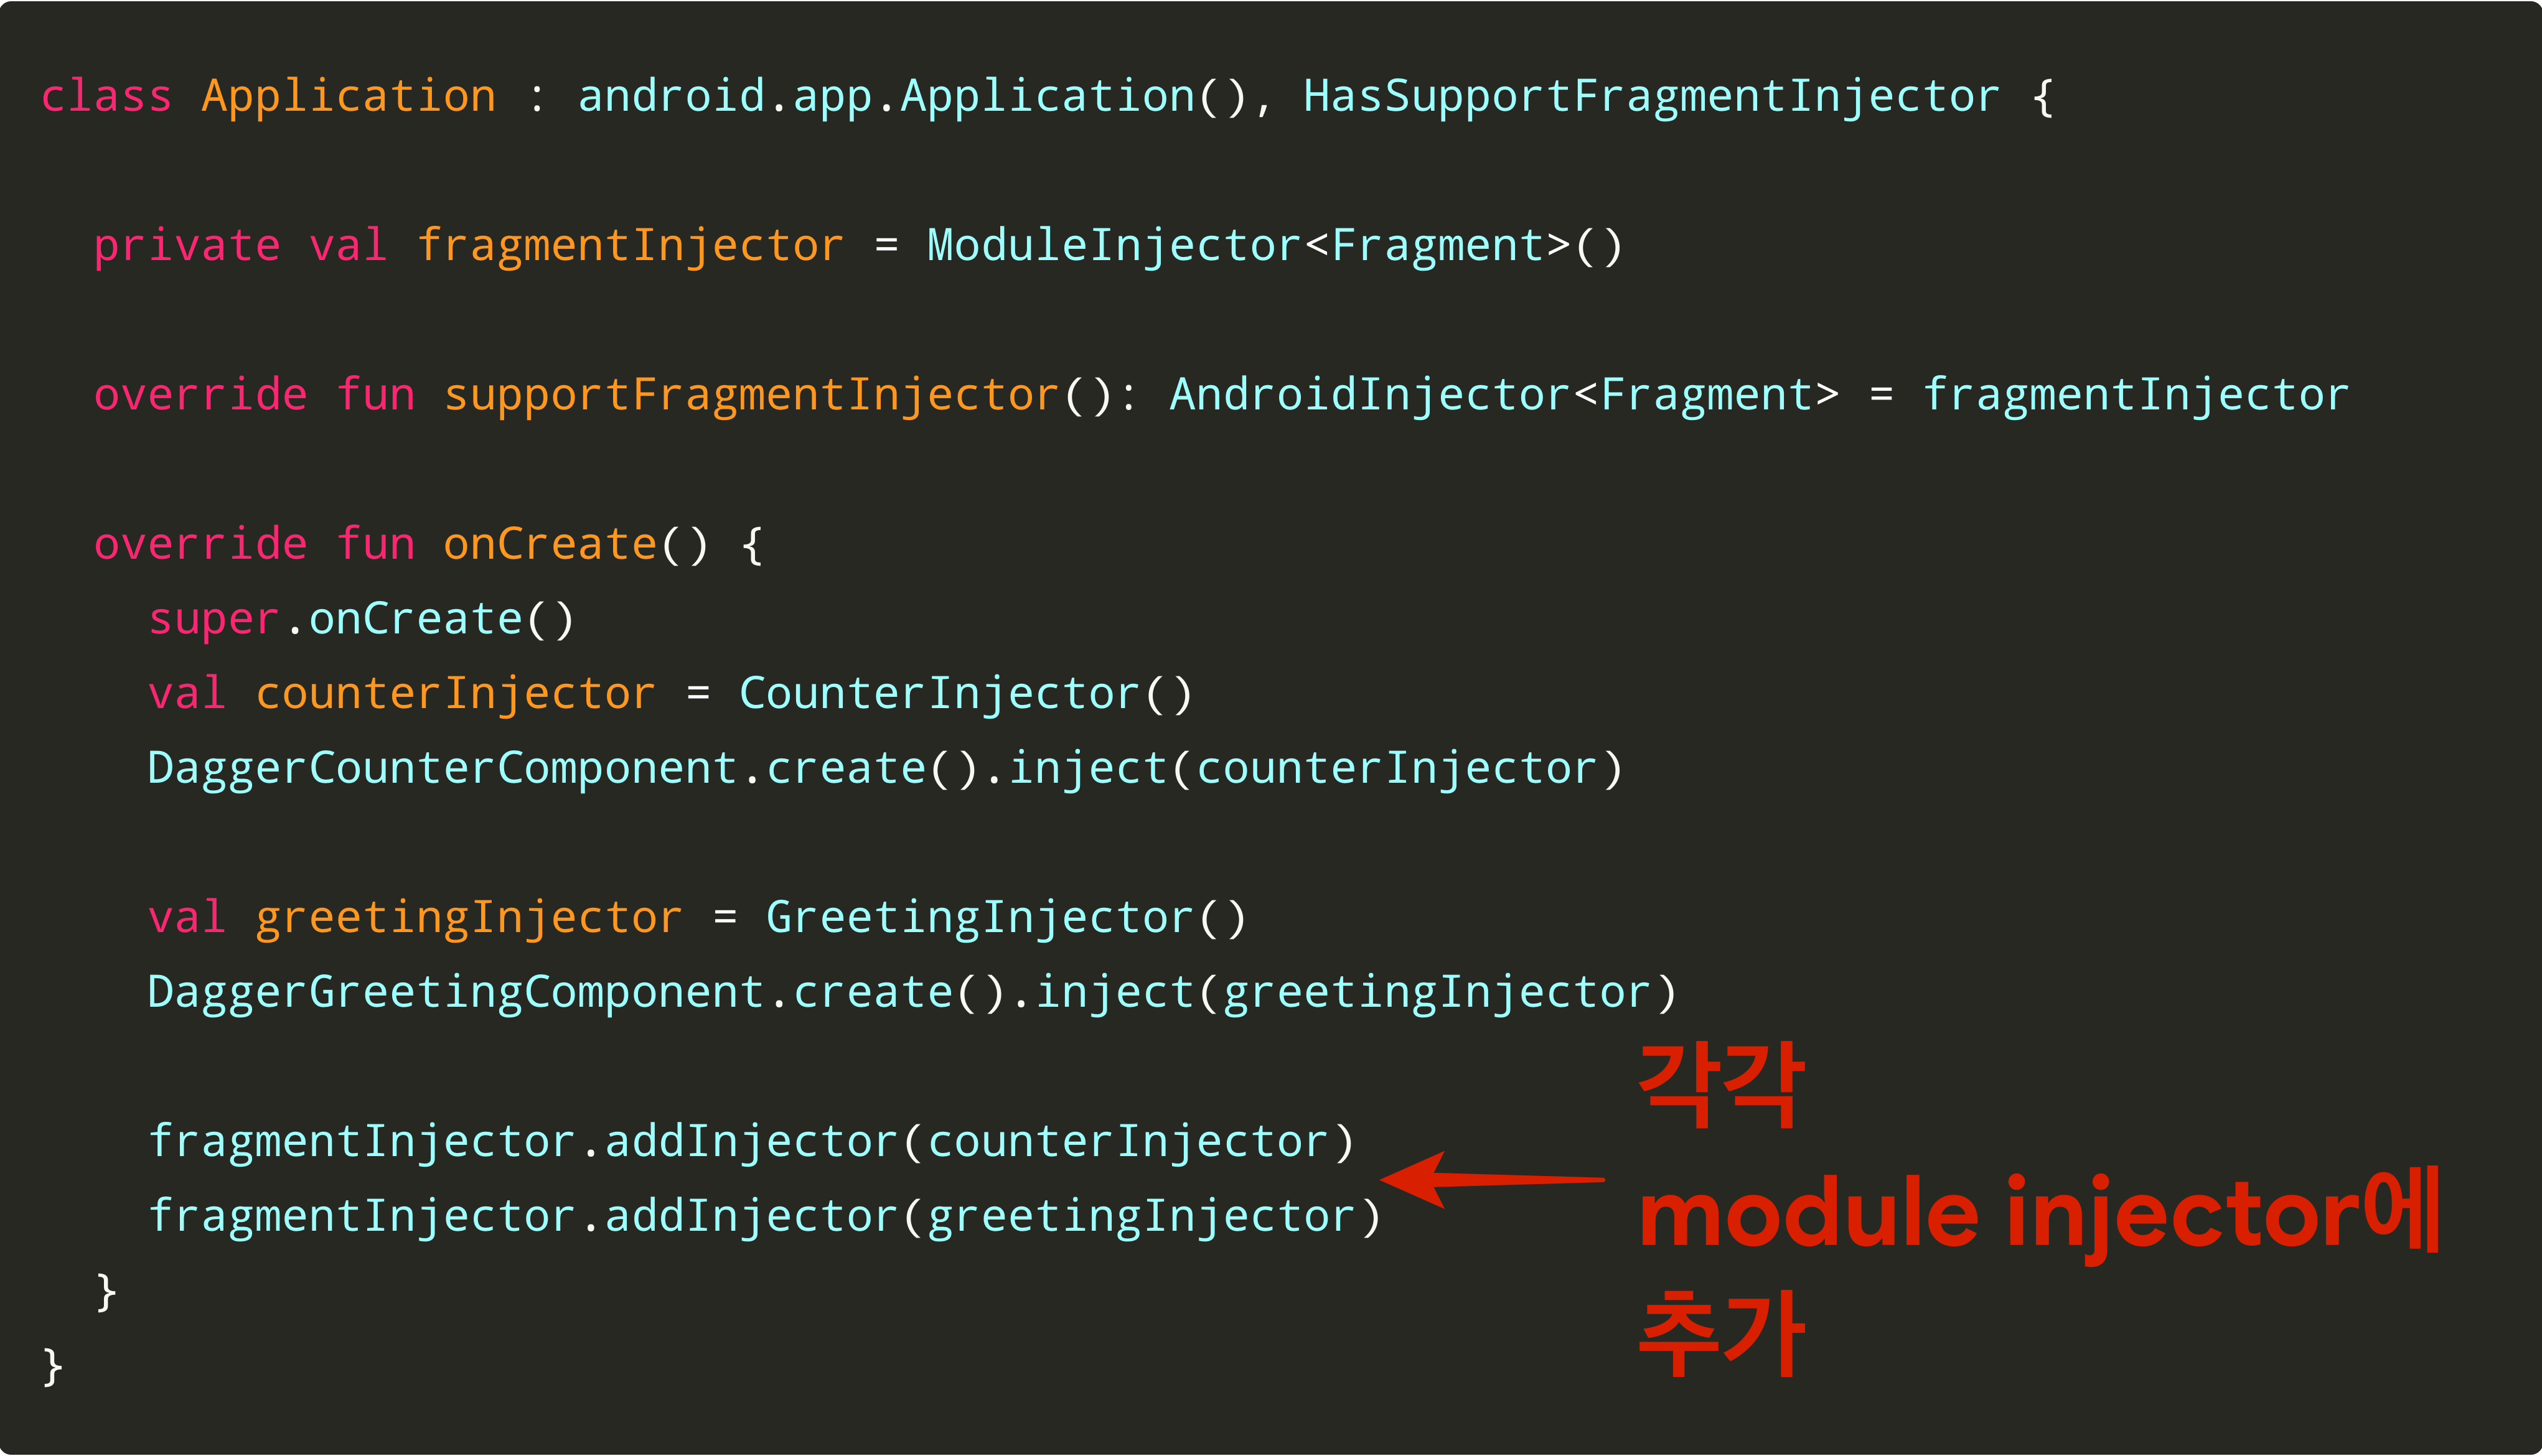 class Application : android.app.Application(), HasSupportFragmentInjector {
private val fragmentInjector = ModuleInjector<Fragment>()
override fun supportFragmentInjector(): AndroidInjector<Fragment> = fragmentInjector
override fun onCreate() {
super.onCreate()
val counterInjector = CounterInjector()
DaggerCounterComponent.create().inject(counterInjector)
val greetingInjector = GreetingInjector()
DaggerGreetingComponent.create().inject(greetingInjector)
fragmentInjector.addInjector(counterInjector)
fragmentInjector.addInjector(greetingInjector)
}
}
각각
module injector에
추가